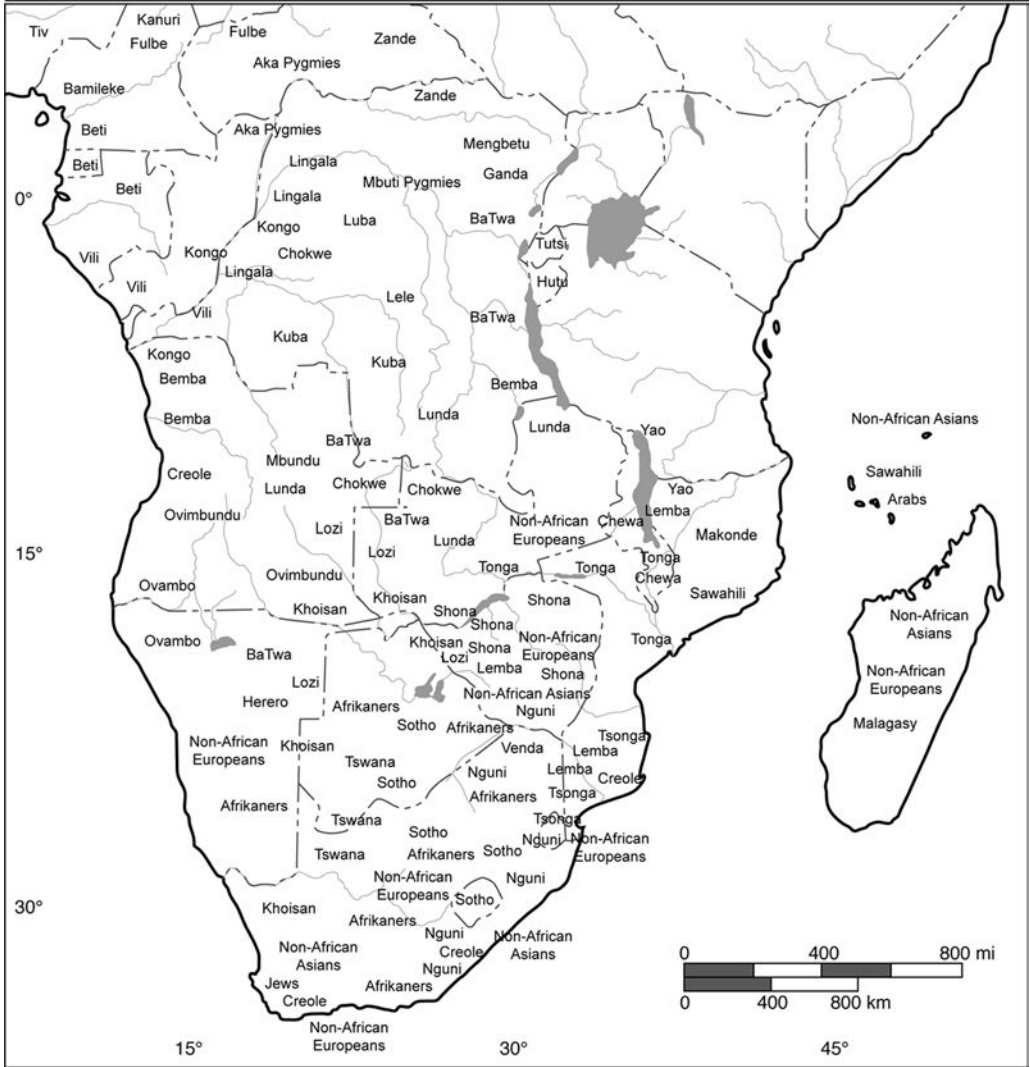 Kanuri
Tiv
Fulbe
Fulbe
Zande
Aka Pygmies
Bamileke
Zande
Beti
Aka Pygmies
Mengbetu
Beti
Lingala
Ganda
Beti
Mbuti Pygmies
0°
Lingala
Luba
BaTwa
Kongo
Tutsi
Vili
Kongo
Chokwe
Lingala
Hutu
Vili
Lele
Vili
BaTwa
Kuba
Kongo
Kuba
Bemba
Bemba
Bemba
Lunda
Lunda
Non-African Asians
BaTwa
Yao
Mbundu
Creole
Chokwe
Chokwe
Sawahili
Lunda
Yao
Arabs
Ovimbundu
BaTwa
Non-African
Europeans
Chewa
Lemba
Lozi
Lunda
Makonde
15°
Lozi
Tonga
Tonga
Tonga
Ovambo
Ovimbundu
Chewa
Khoisan
Shona
Sawahili
Khoisan
Shona
Non-African
Asians
Shona
Ovambo
Khoisan
Shona
Non-African
Europeans
Tonga
BaTwa
Lozi
Lemba
Shona
Non-African
Europeans
Lozi
Non-African Asians
Herero
Afrikaners
Nguni
Malagasy
Sotho
Afrikaners
Tsonga
Non-African
Europeans
Khoisan
Venda
Lemba
Tswana
Nguni
Lemba
Creole
Sotho
Afrikaners
Tsonga
Afrikaners
Tswana
Tsonga
Sotho
Nguni
Non-African
Europeans
Tswana
Afrikaners
Sotho
Non-African
Europeans
Nguni
30°
Khoisan
Sotho
Afrikaners
Nguni
Non-African
Asians
Non-African
Asians
Creole
Nguni
0 400 800 mi
Jews
Afrikaners
Creole
0 400 800 km
Non-African
Europeans
15° 30° 45°